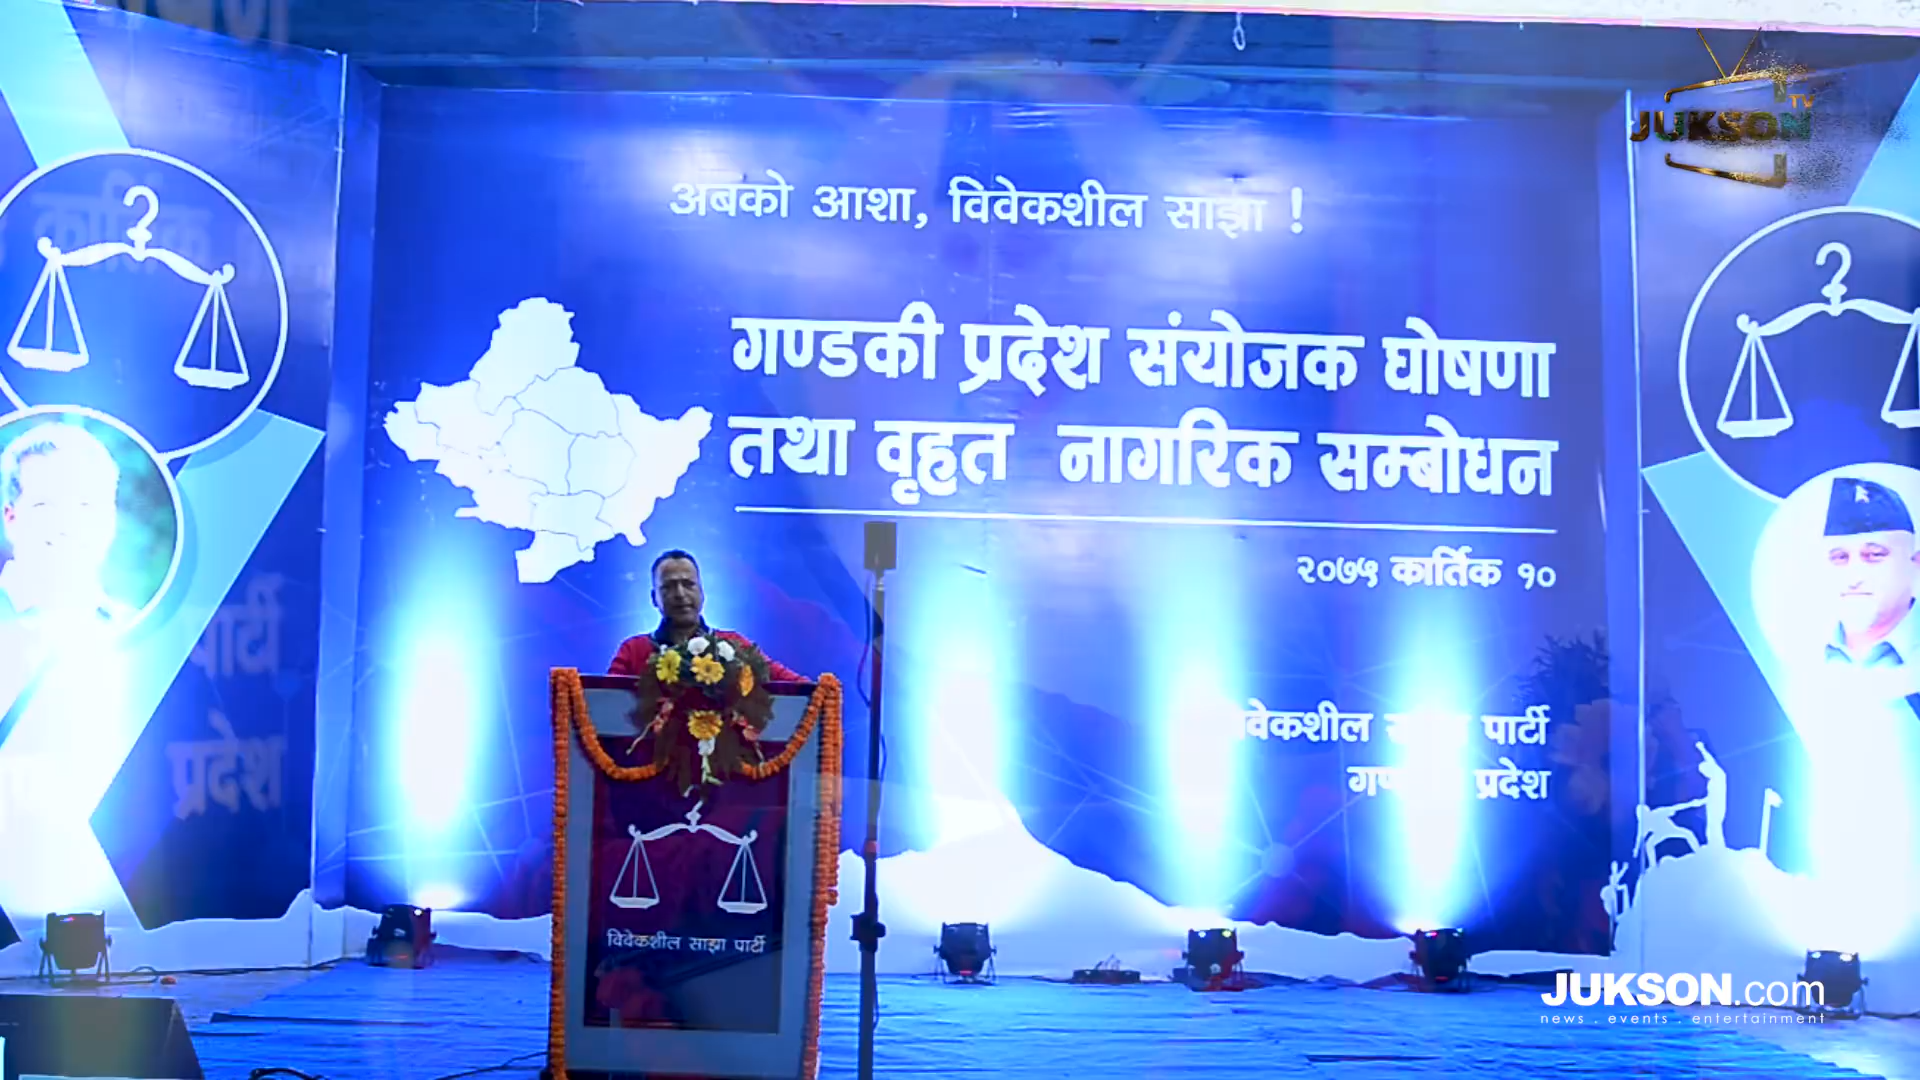 JUKSON TV
अबको आशा, विवेकशील साझा !
गण्डकी प्रदेश संयोजक घोषणा
तथा वृहत नागरिक सम्बोधन
२०७५ कार्तिक १०
पार्टी
प्रदेश
पार्टी
प्रदेश
विवेकशील साझा पार्टी
JUKSON.com
news . events . entertainment